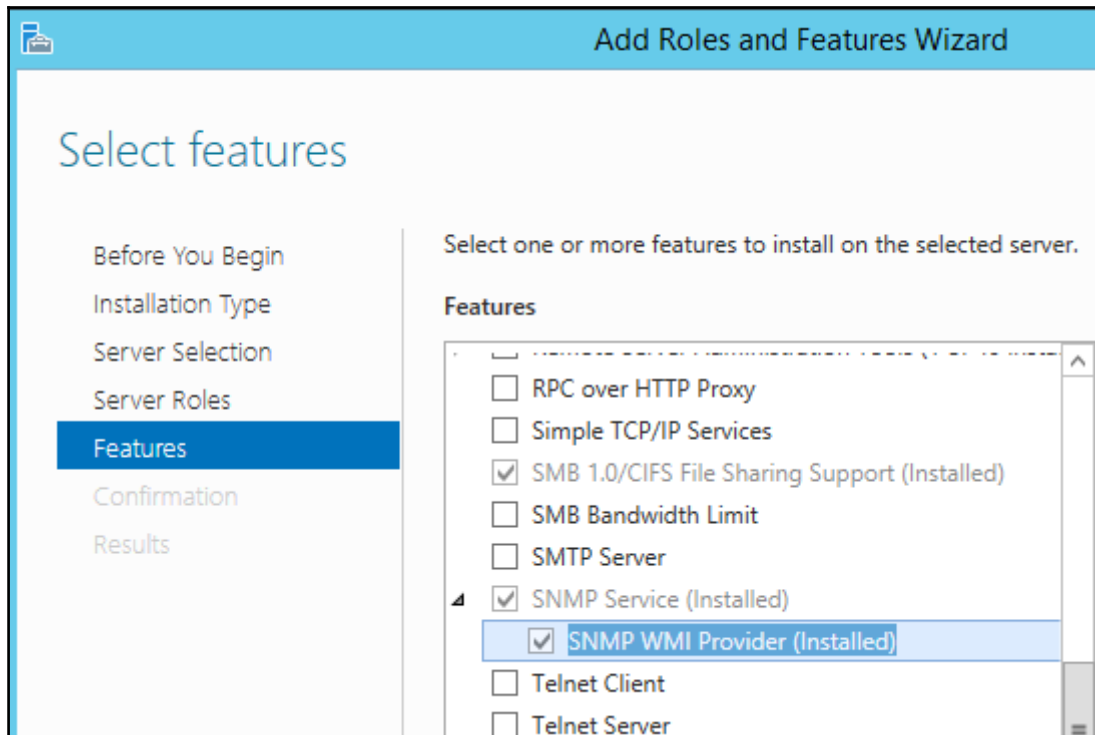 Add Roles and Features Wizard
Select features
Before You Begin
Installation Type
Server Selection
Server Roles
Features
Confirmation
Results
Select one or more features to install on the selected server.
Features
RPC over HTTP Proxy
Simple TCP/IP Services
SMB 1.0/CIFS File Sharing Support (Installed)
SMB Bandwidth Limit
SMTP Server
SNMP Service (Installed)
SNMP WMI Provider (Installed)
Telnet Client
Telnet Server